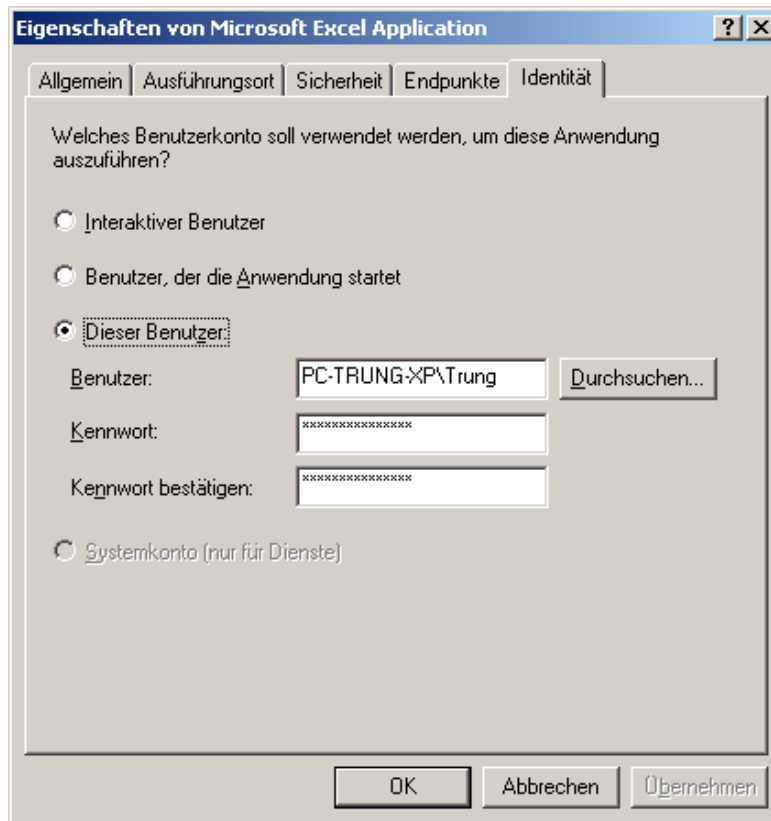 Eigenschaften von Microsoft Excel Application
Allgemein Ausführungsort Sicherheit Endpunkte Identität
Welches Benutzerkonto soll verwendet werden, um diese Anwendung
auszuführen?
Interaktiver Benutzer
Benutzer, der die Anwendung startet
Dieser Benutzer:
Benutzer: PC-TRUNG-XP\Trung Durchsuchen...
Kennwort: ***************
Kennwort bestätigen: ***************
Systemkonto (nur für Dienste)
OK Abbrechen Übernehmen